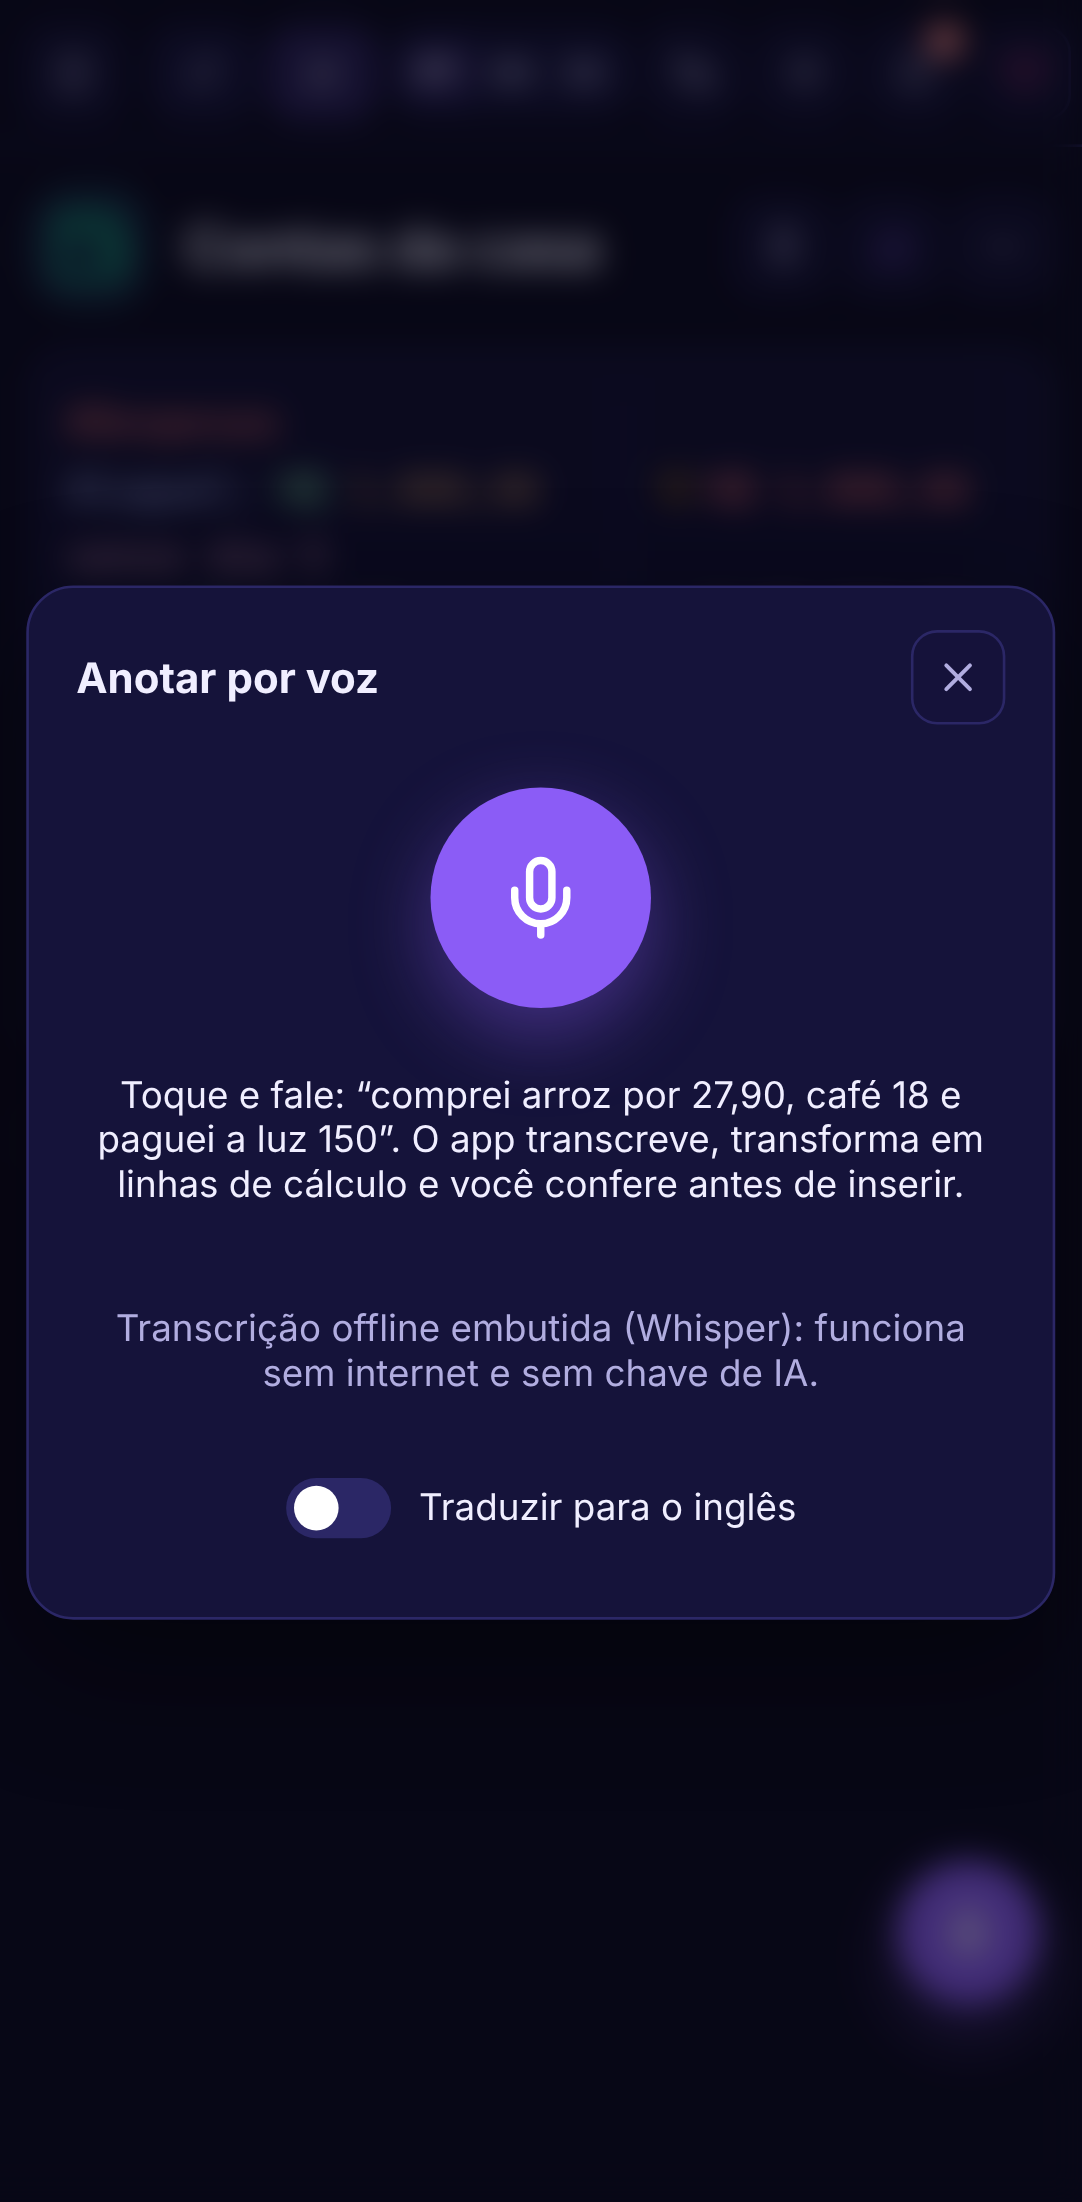 Anotar por voz
Toque e fale: “comprei arroz por 27,90, café 18 e
paguei a luz 150”. O app transcreve, transforma em
linhas de cálculo e você confere antes de inserir.
Transcrição offline embutida (Whisper): funciona
sem internet e sem chave de IA.
Traduzir para o inglês